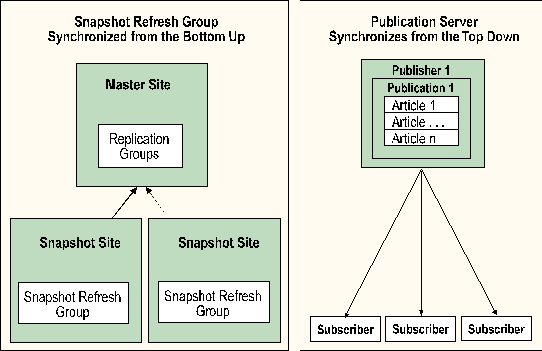 Snapshot Refresh Group
Synchronized from the Bottom Up
Master Site
Replication
Groups
Snapshot Site
Snapshot Refresh
Group
Snapshot Site
Snapshot Refresh
Group
Publication Server
Synchronizes from the Top Down
Publisher 1
Publication 1
Article 1
Article . . .
Article n
Subscriber
Subscriber
Subscriber